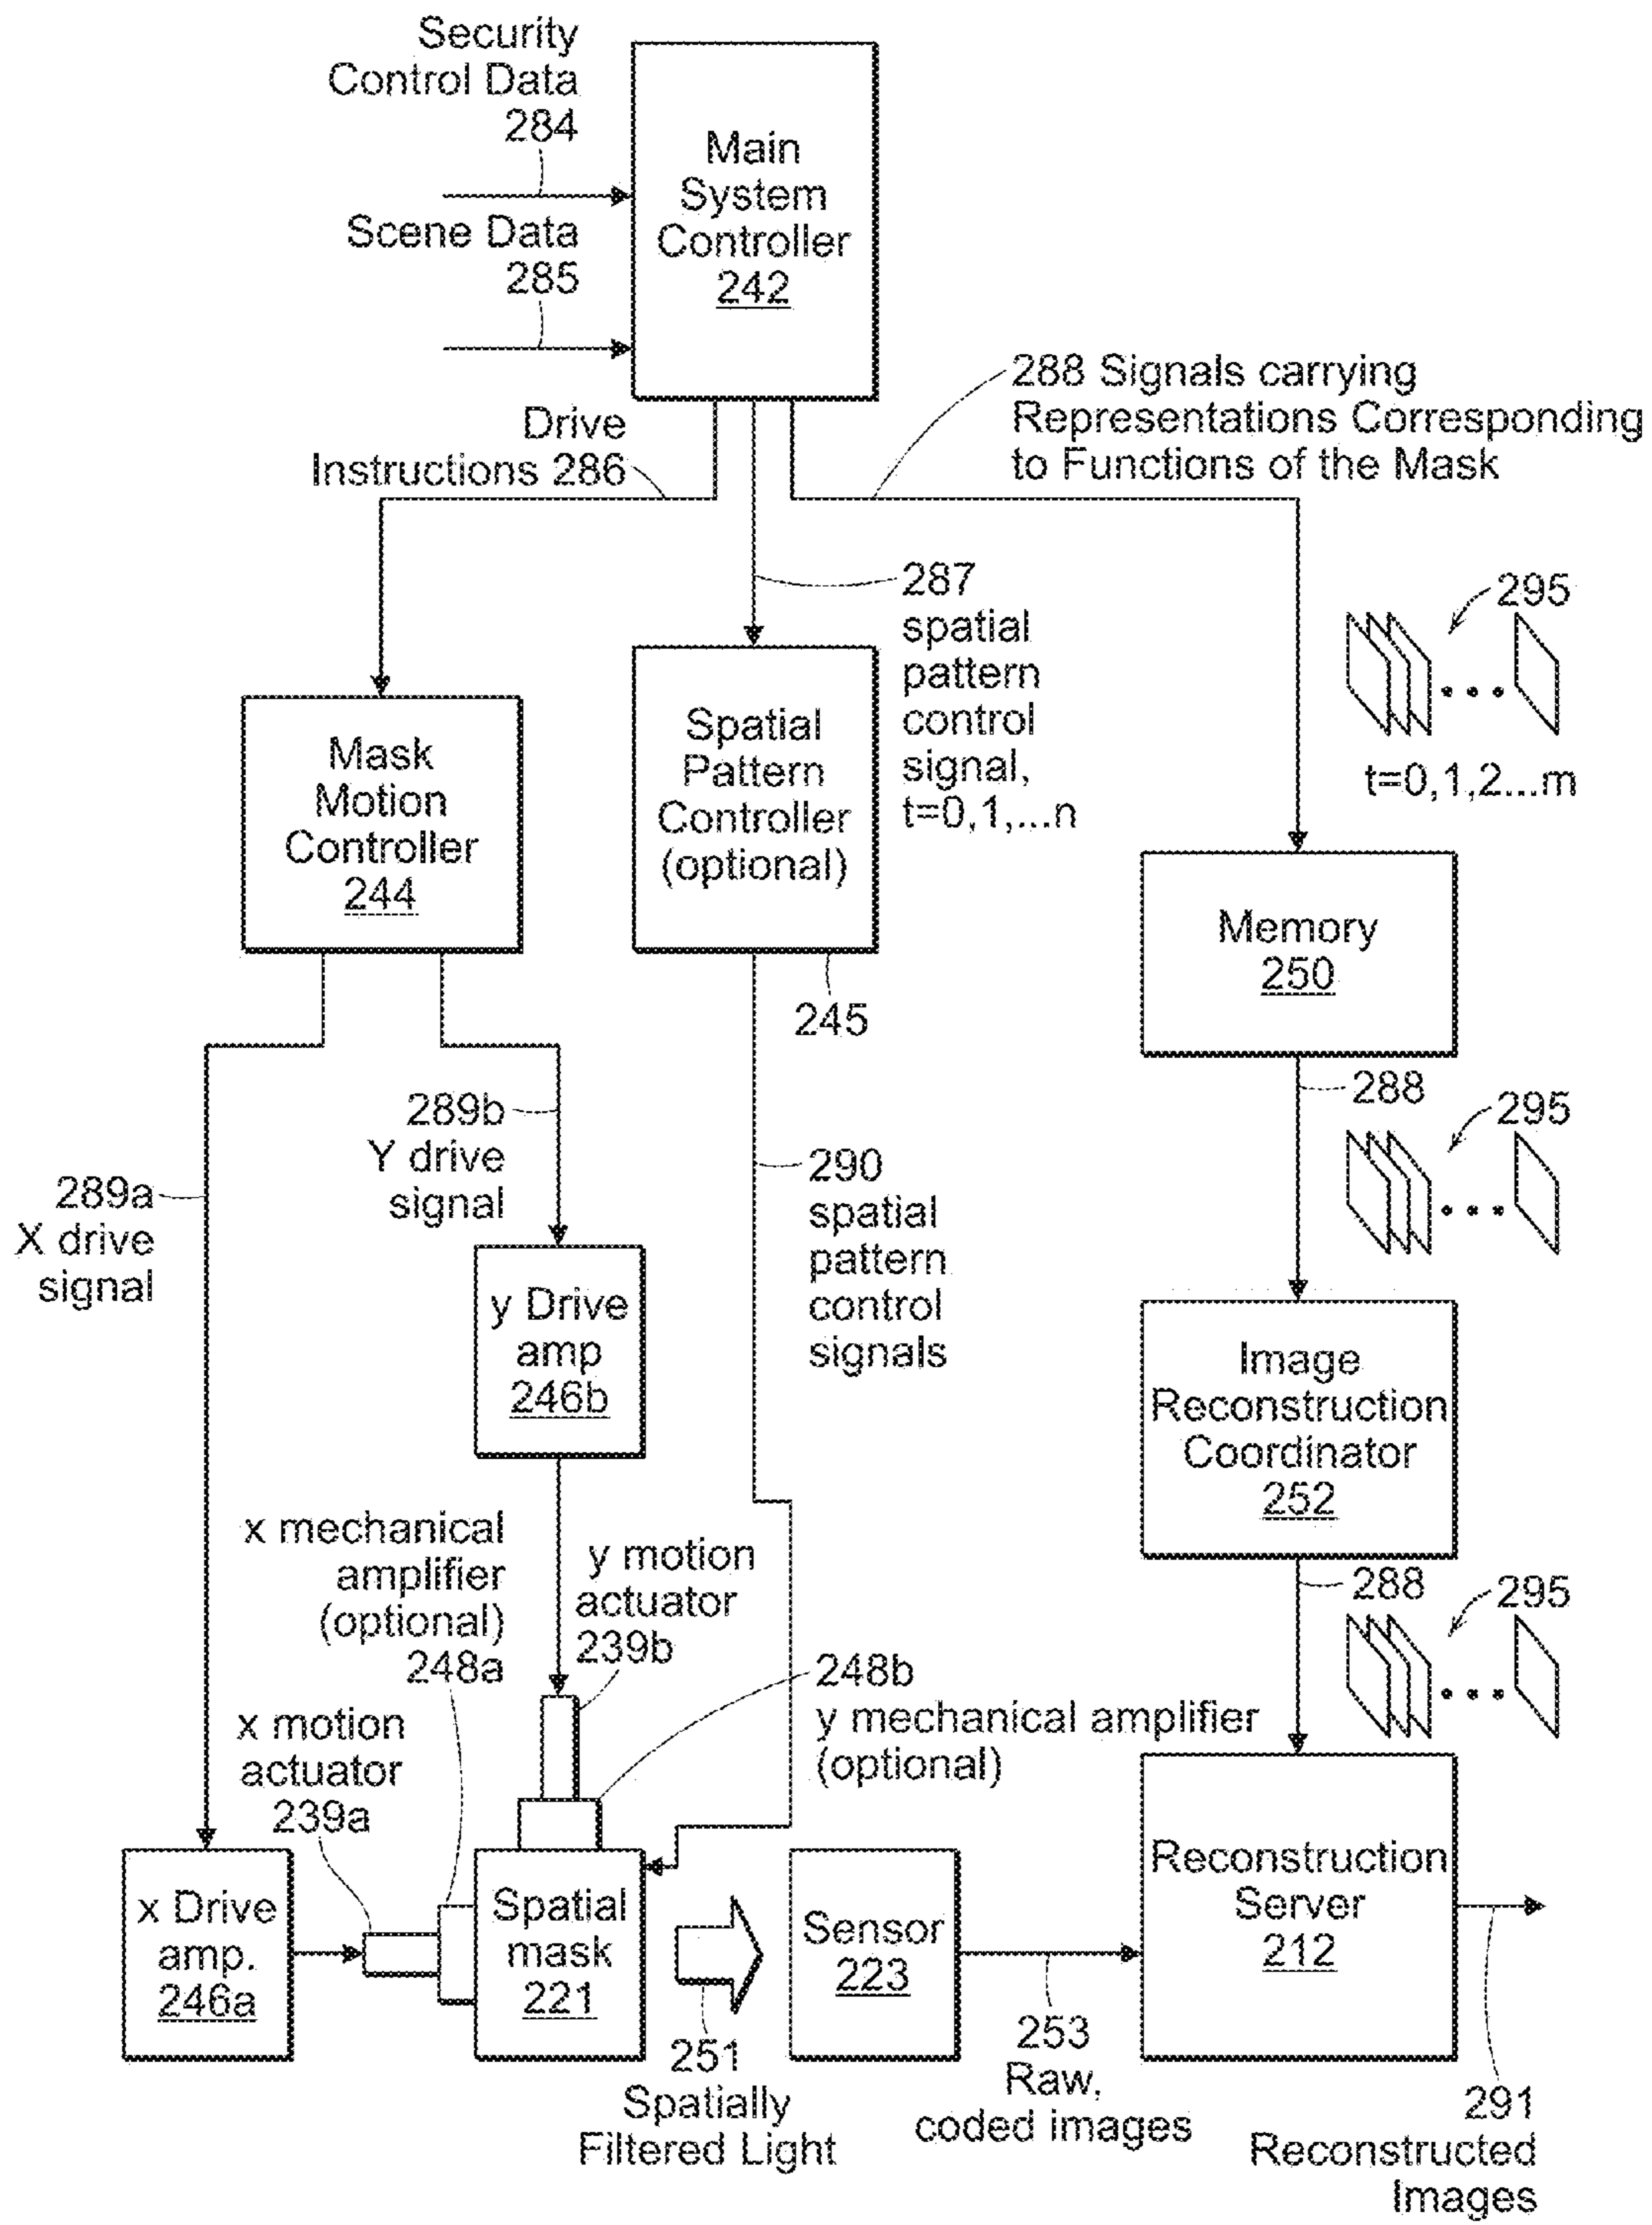 Security
Control Data
284
Scene Data
285
Main
System
Controller
242
288 Signals carrying
Representations Corresponding
to Functions of the Mask
Drive
Instructions 286
287
spatial
pattern
control
signal,
t=0,1,...n
295
t=0,1,2...m
Mask
Motion
Controller
244
Spatial
Pattern
Controller
(optional)
245
Memory
250
288
295
289b
Y drive
signal
289a
X drive
signal
290
spatial
pattern
control
signals
y Drive
amp
246b
Image
Reconstruction
Coordinator
252
288
295
x mechanical
amplifier
(optional)
248a
y motion
actuator
239b
248b
y mechanical amplifier
(optional)
x motion
actuator
239a
x Drive
amp.
246a
Spatial
mask
221
Sensor
223
Reconstruction
Server
212
251
Spatially
Filtered Light
253
Raw,
coded images
291
Reconstructed
Images